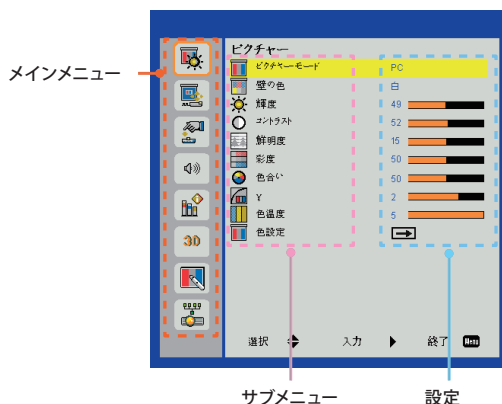 ピクチャー
メインメニュー
ピクチャーモード PC
壁の色 白
輝度 49
コントラスト 52
鮮明度 15
彩度 50
色合い 50
γ 2
色温度 5
色設定
3D
選択 入力 終了 Menu
サブメニュー 設定